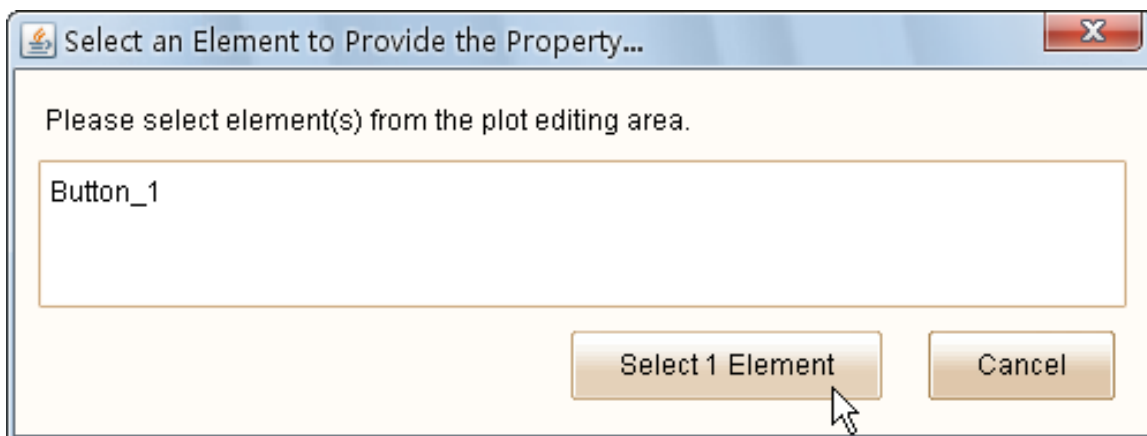 Select an Element to Provide the Property...
Please select element(s) from the plot editing area.
Button_1
Select 1 Element
Cancel